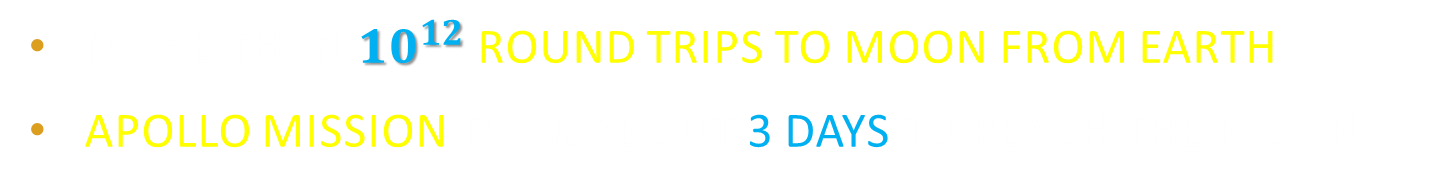 • 10¹² ROUND TRIPS TO MOON FROM EARTH
• APOLLO MISSION 3 DAYS